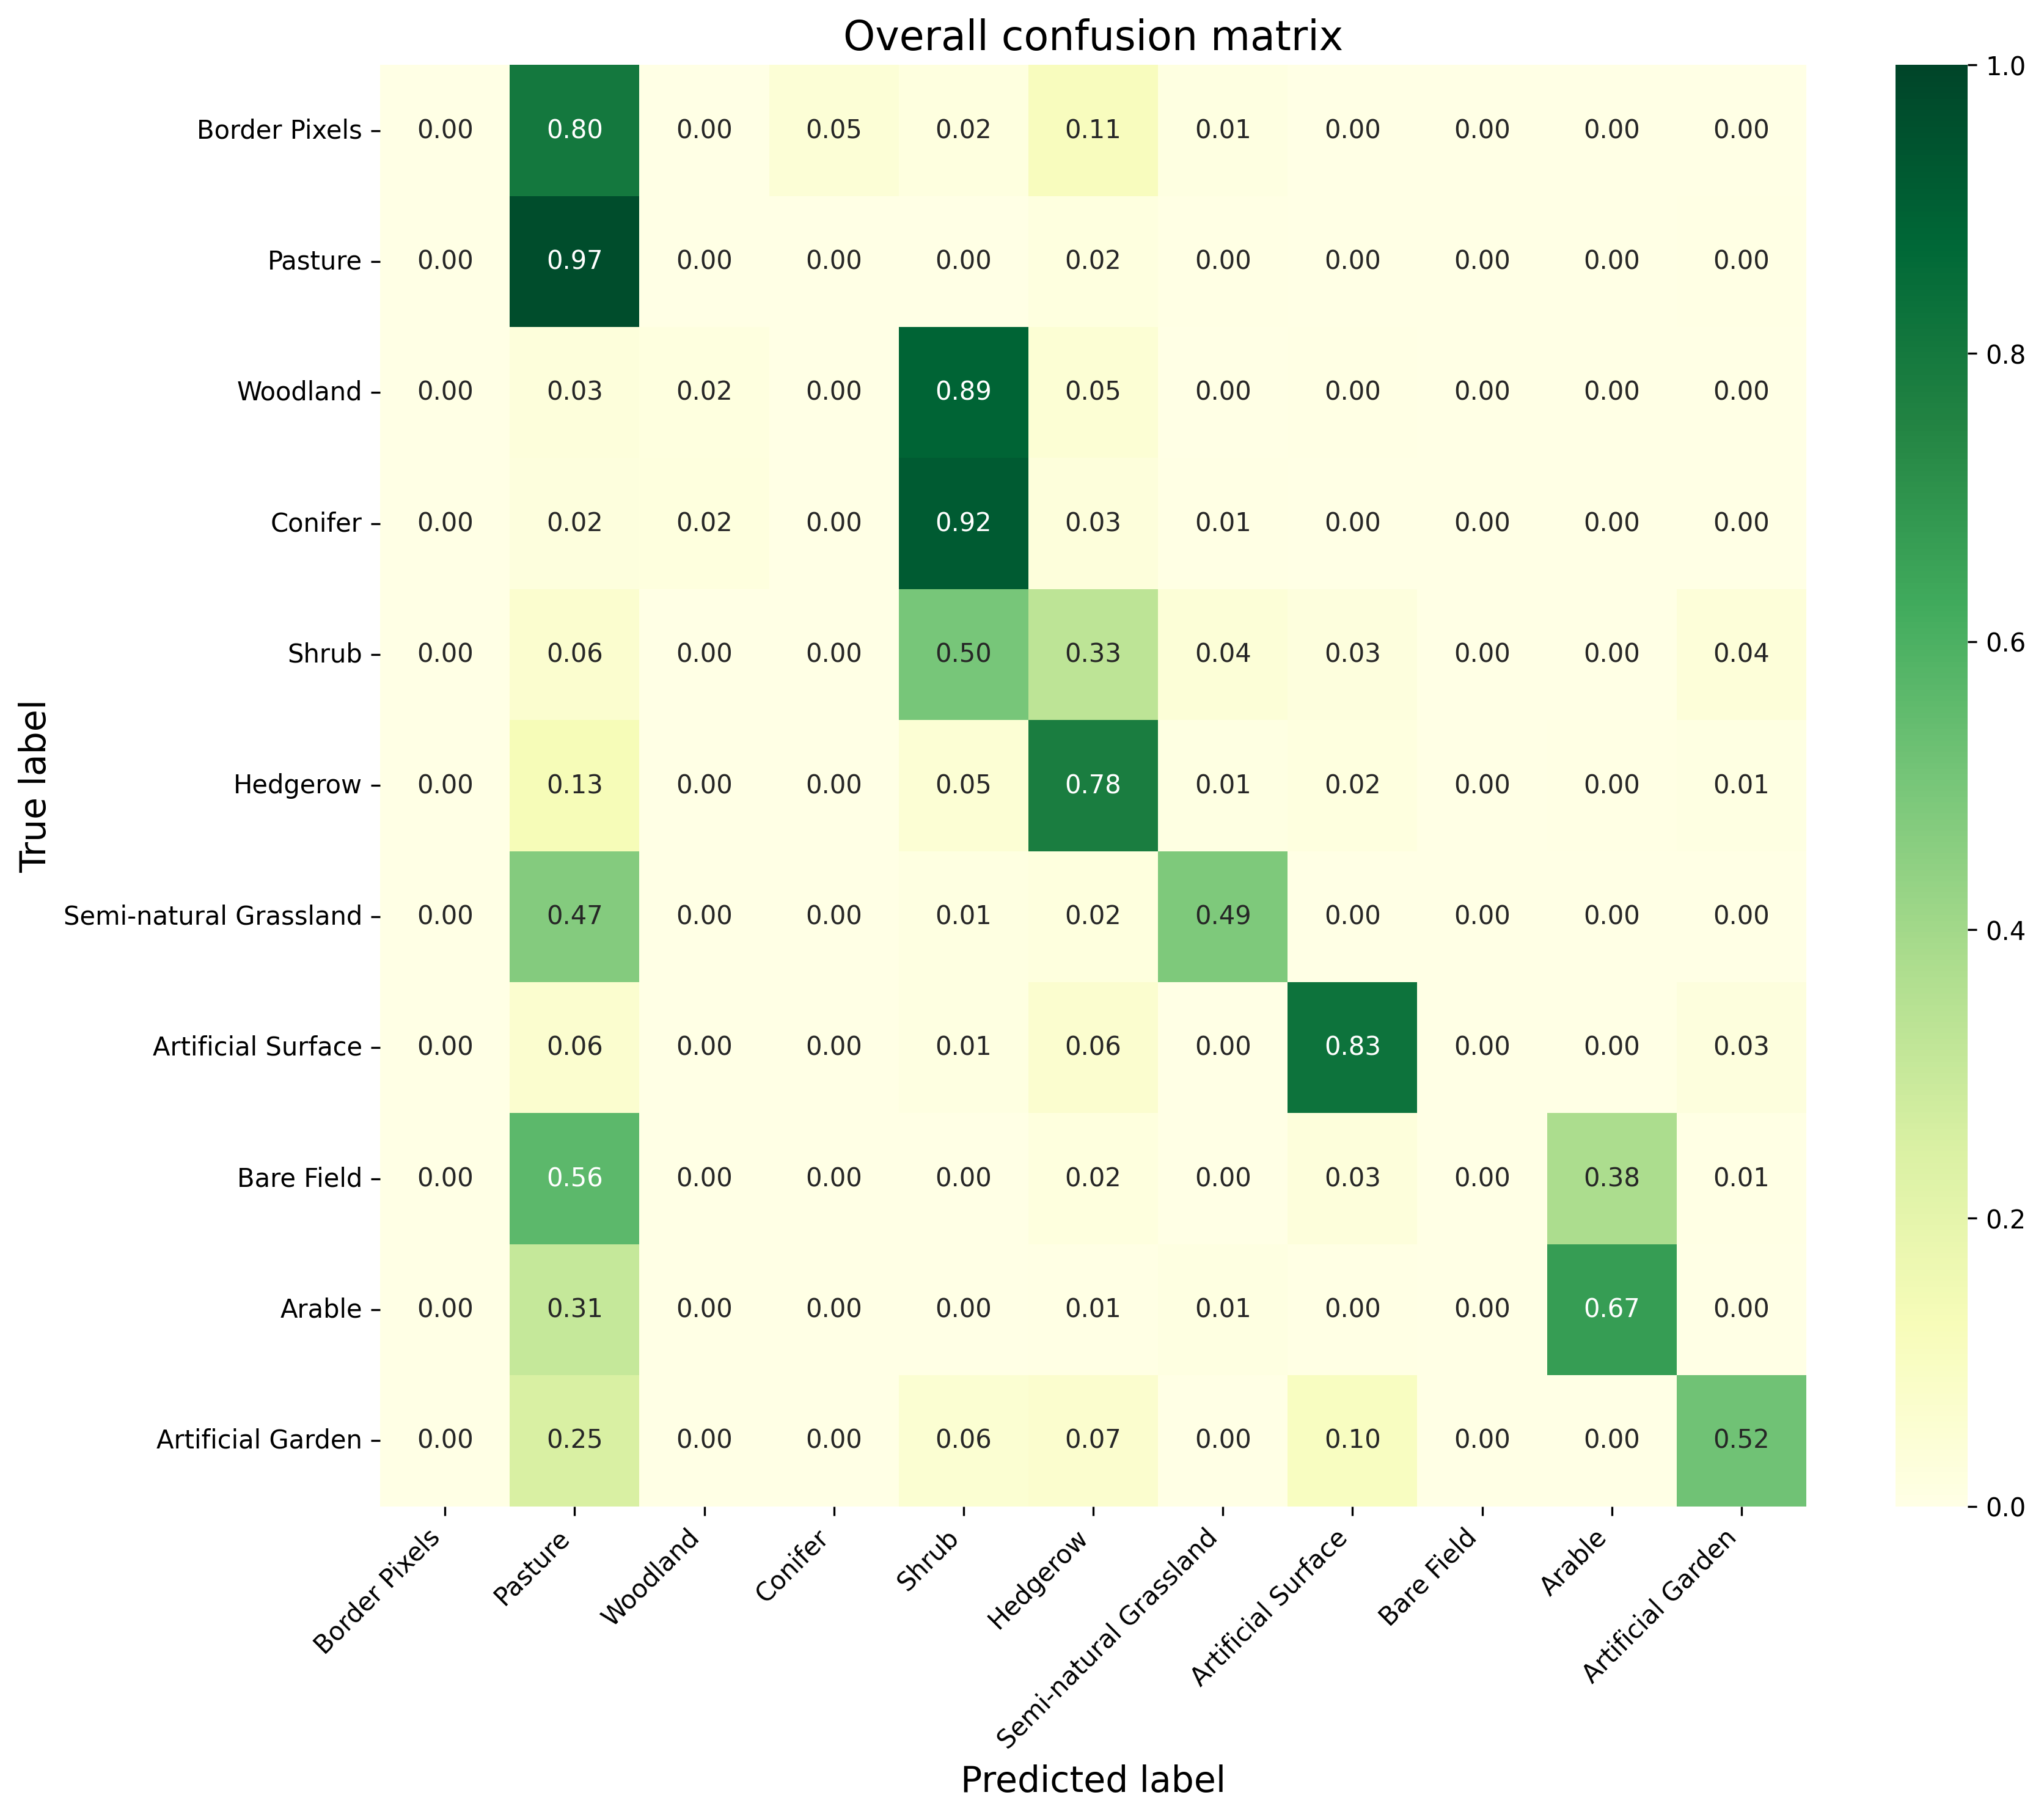 Overall confusion matrix
Border Pixels 0.00 0.80 0.00 0.05 0.02 0.11 0.01 0.00 0.00 0.00 0.00
Pasture 0.00 0.97 0.00 0.00 0.00 0.02 0.00 0.00 0.00 0.00 0.00
Woodland 0.00 0.03 0.02 0.00 0.89 0.05 0.00 0.00 0.00 0.00 0.00
Conifer 0.00 0.02 0.02 0.00 0.92 0.03 0.01 0.00 0.00 0.00 0.00
Shrub 0.00 0.06 0.00 0.00 0.50 0.33 0.04 0.03 0.00 0.00 0.04
Hedgerow 0.00 0.13 0.00 0.00 0.05 0.78 0.01 0.02 0.00 0.00 0.01
Semi-natural Grassland 0.00 0.47 0.00 0.00 0.01 0.02 0.49 0.00 0.00 0.00 0.00
Artificial Surface 0.00 0.06 0.00 0.00 0.01 0.06 0.00 0.83 0.00 0.00 0.03
Bare Field 0.00 0.56 0.00 0.00 0.00 0.02 0.00 0.03 0.00 0.38 0.01
Arable 0.00 0.31 0.00 0.00 0.00 0.01 0.01 0.00 0.00 0.67 0.00
Artificial Garden 0.00 0.25 0.00 0.00 0.06 0.07 0.00 0.10 0.00 0.00 0.52
True label
Border Pixels
Pasture
Woodland
Conifer
Shrub
Hedgerow
Semi-natural Grassland
Artificial Surface
Bare Field
Arable
Artificial Garden
Predicted label
1.0
0.8
0.6
0.4
0.2
0.0